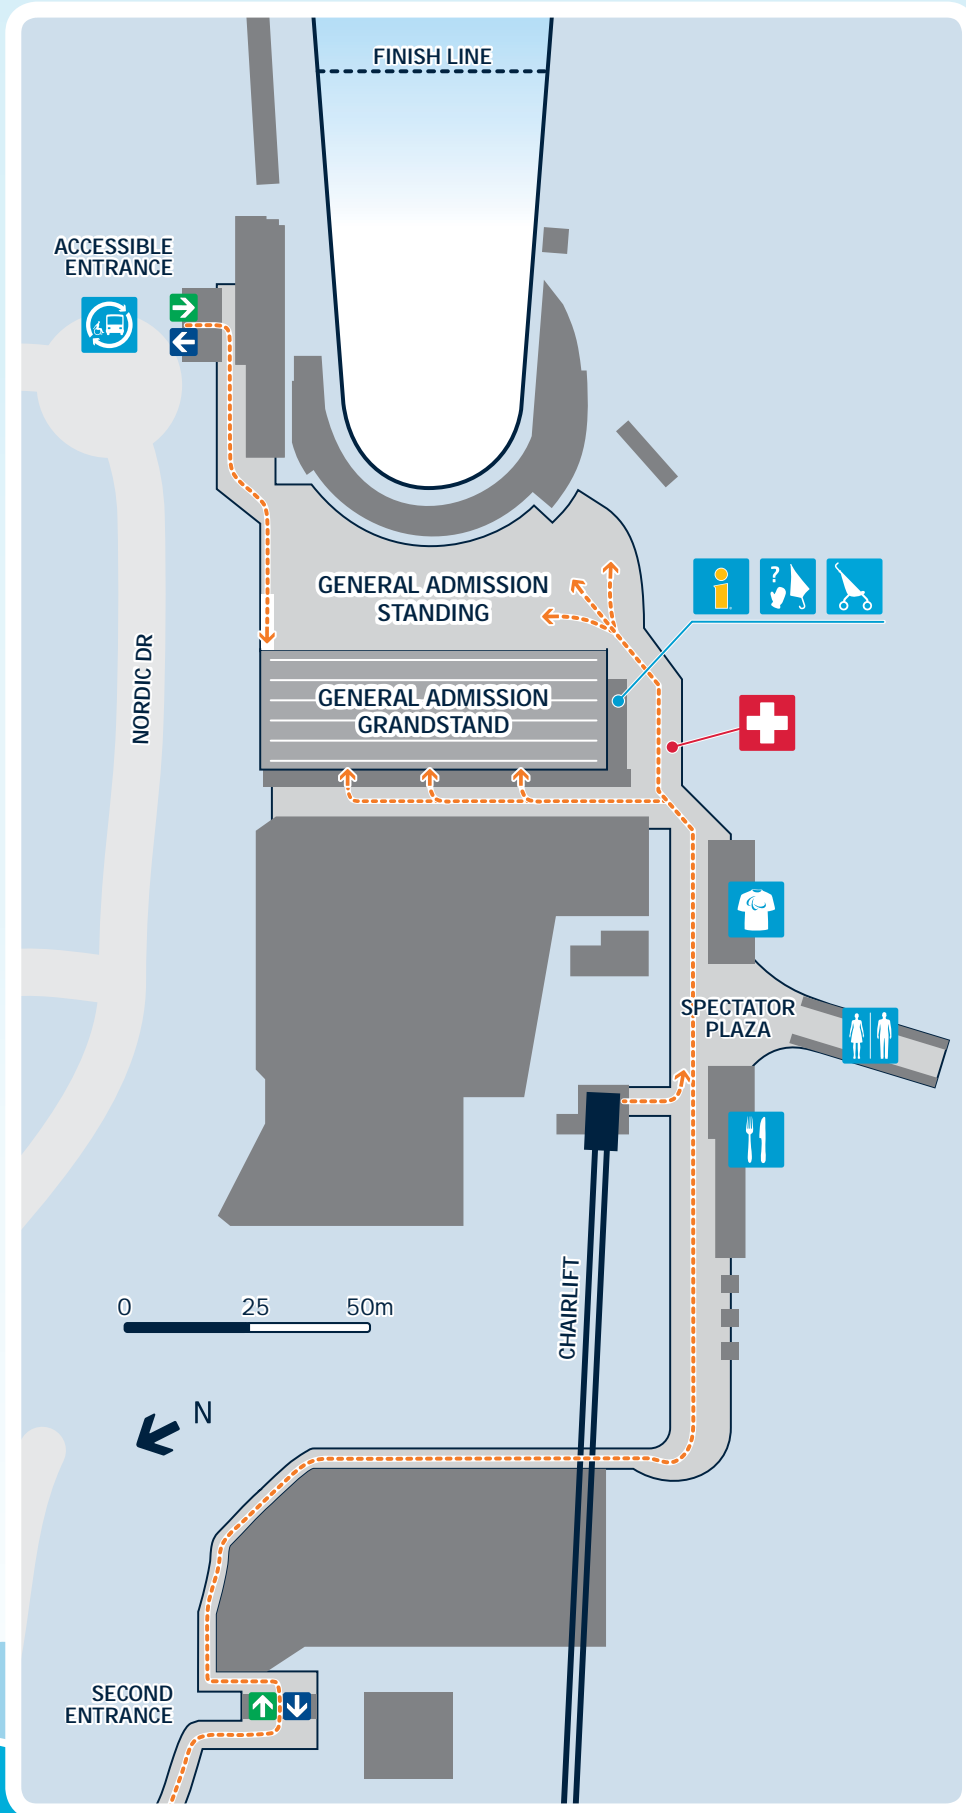 FINISH LINE
ACCESSIBLE
ENTRANCE
GENERAL ADMISSION
STANDING
?
i
NORDIC DR
GENERAL ADMISSION
GRANDSTAND
SPECTATOR
PLAZA
CHAIRLIFT
0 25 50m
N
SECOND
ENTRANCE